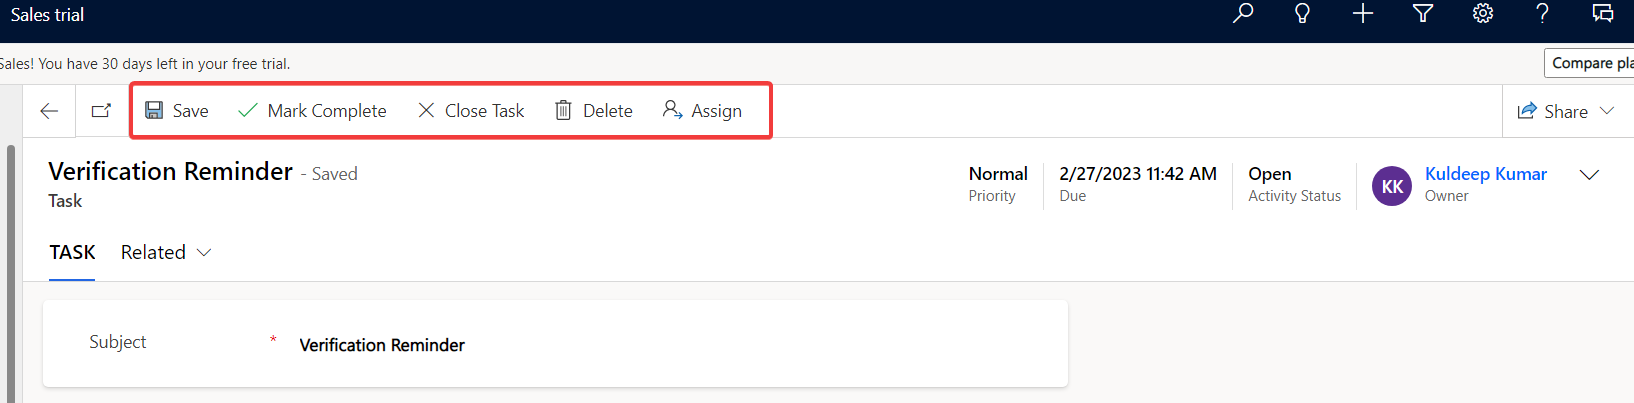 Sales trial
Sales! You have 30 days left in your free trial.
Compare pla
Save Mark Complete Close Task Delete Assign Share
Verification Reminder - Saved
Task
Normal 2/27/2023 11:42 AM Open KK Kuldeep Kumar
Priority Due Activity Status Owner
TASK Related
Subject * Verification Reminder